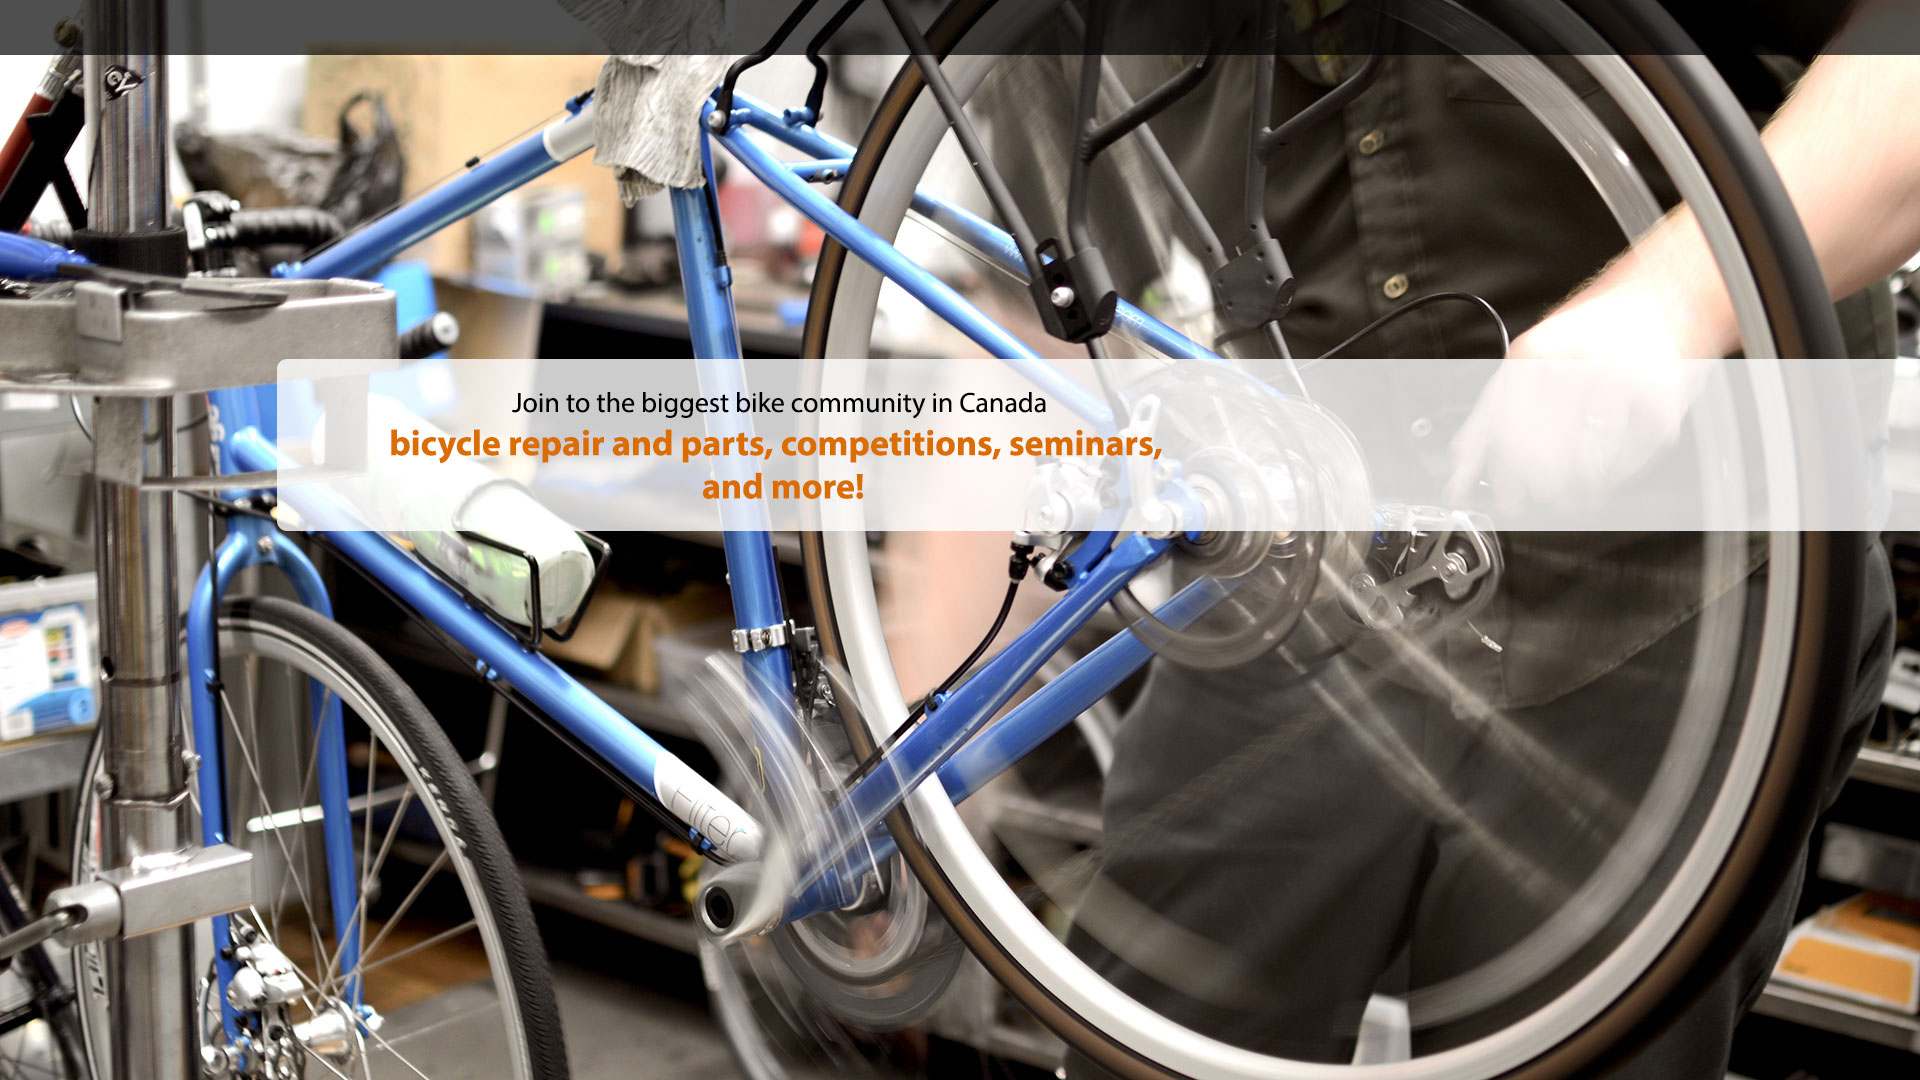 Join to the biggest bike community in Canada
bicycle repair and parts, competitions, seminars,
and more!